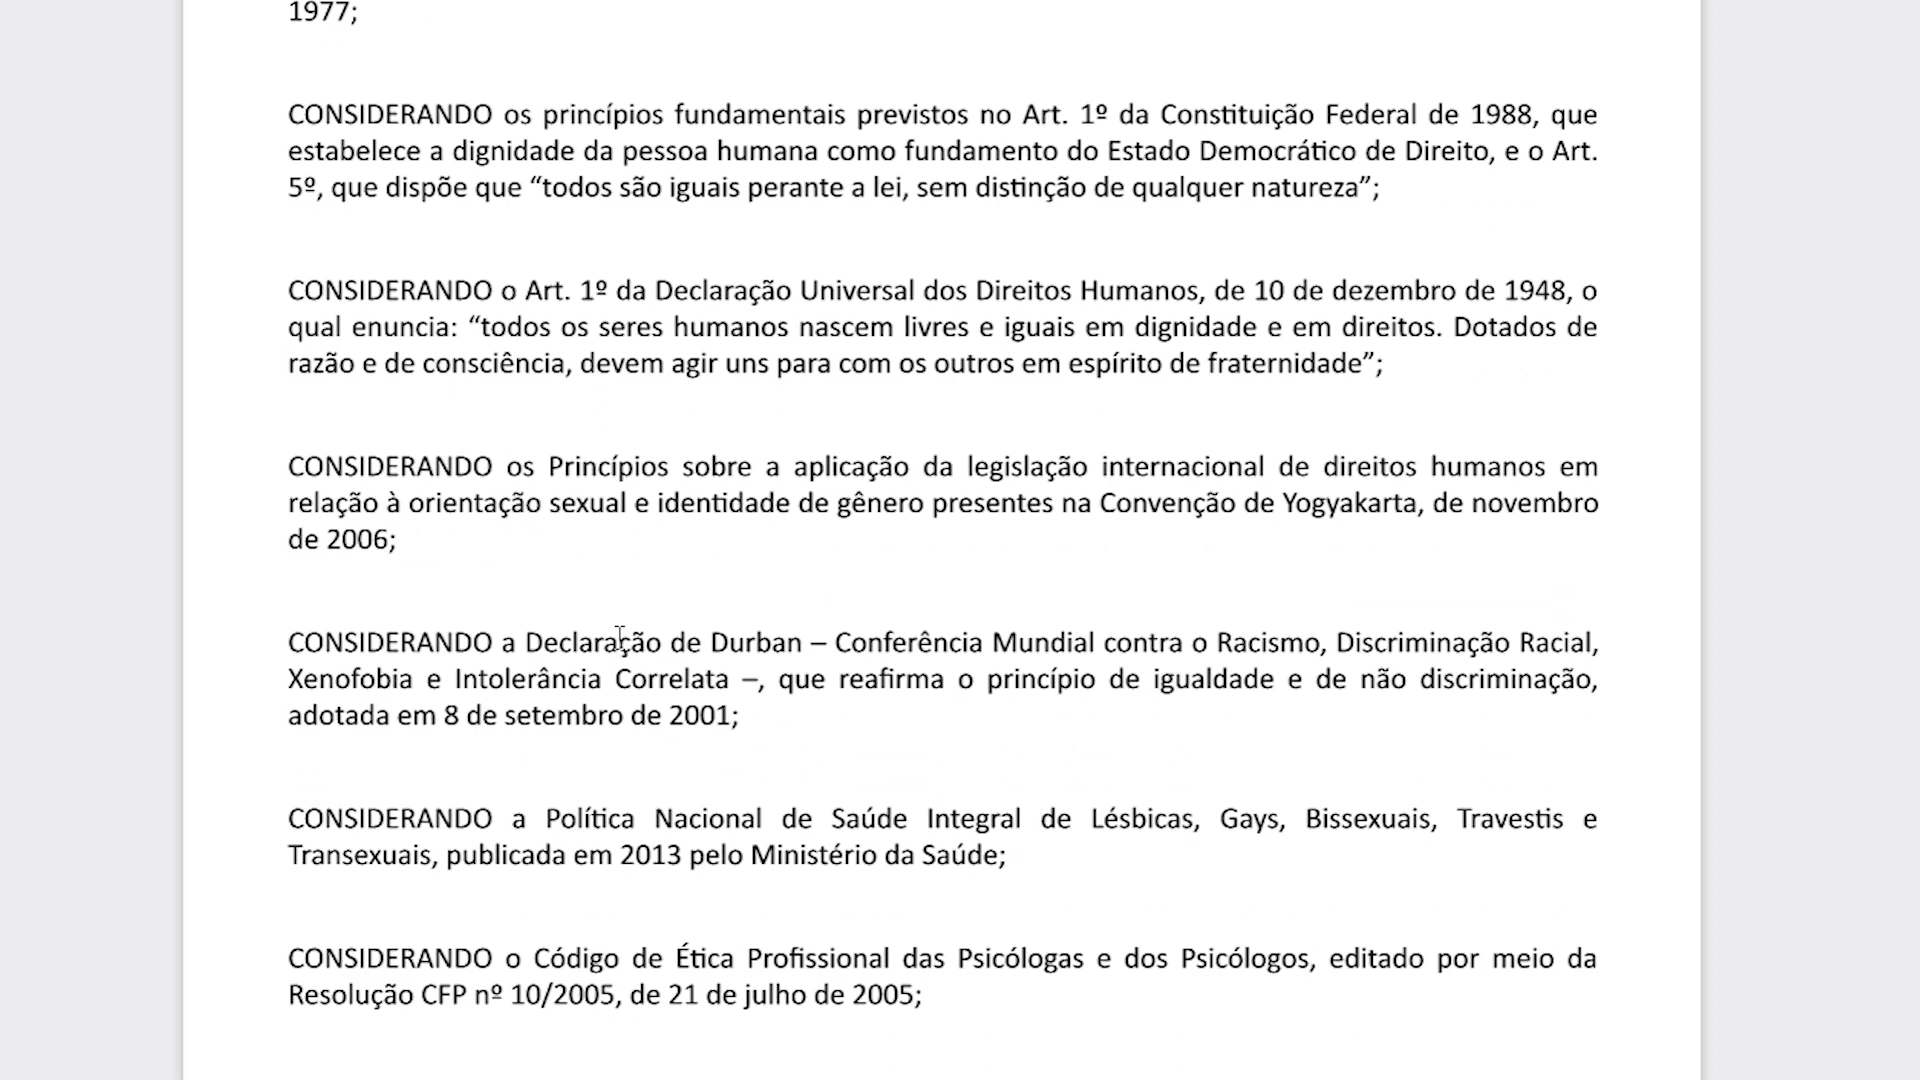 1977;
CONSIDERANDO os princípios fundamentais previstos no Art. 1º da Constituição Federal de 1988, que
estabelece a dignidade da pessoa humana como fundamento do Estado Democrático de Direito, e o Art.
5º, que dispõe que “todos são iguais perante a lei, sem distinção de qualquer natureza”;
CONSIDERANDO o Art. 1º da Declaração Universal dos Direitos Humanos, de 10 de dezembro de 1948, o
qual enuncia: “todos os seres humanos nascem livres e iguais em dignidade e em direitos. Dotados de
razão e de consciência, devem agir uns para com os outros em espírito de fraternidade”;
CONSIDERANDO os Princípios sobre a aplicação da legislação internacional de direitos humanos em
relação à orientação sexual e identidade de gênero presentes na Convenção de Yogyakarta, de novembro
de 2006;
CONSIDERANDO a Declaração de Durban – Conferência Mundial contra o Racismo, Discriminação Racial,
Xenofobia e Intolerância Correlata –, que reafirma o princípio de igualdade e de não discriminação,
adotada em 8 de setembro de 2001;
CONSIDERANDO a Política Nacional de Saúde Integral de Lésbicas, Gays, Bissexuais, Travestis e
Transexuais, publicada em 2013 pelo Ministério da Saúde;
CONSIDERANDO o Código de Ética Profissional das Psicólogas e dos Psicólogos, editado por meio da
Resolução CFP nº 10/2005, de 21 de julho de 2005;